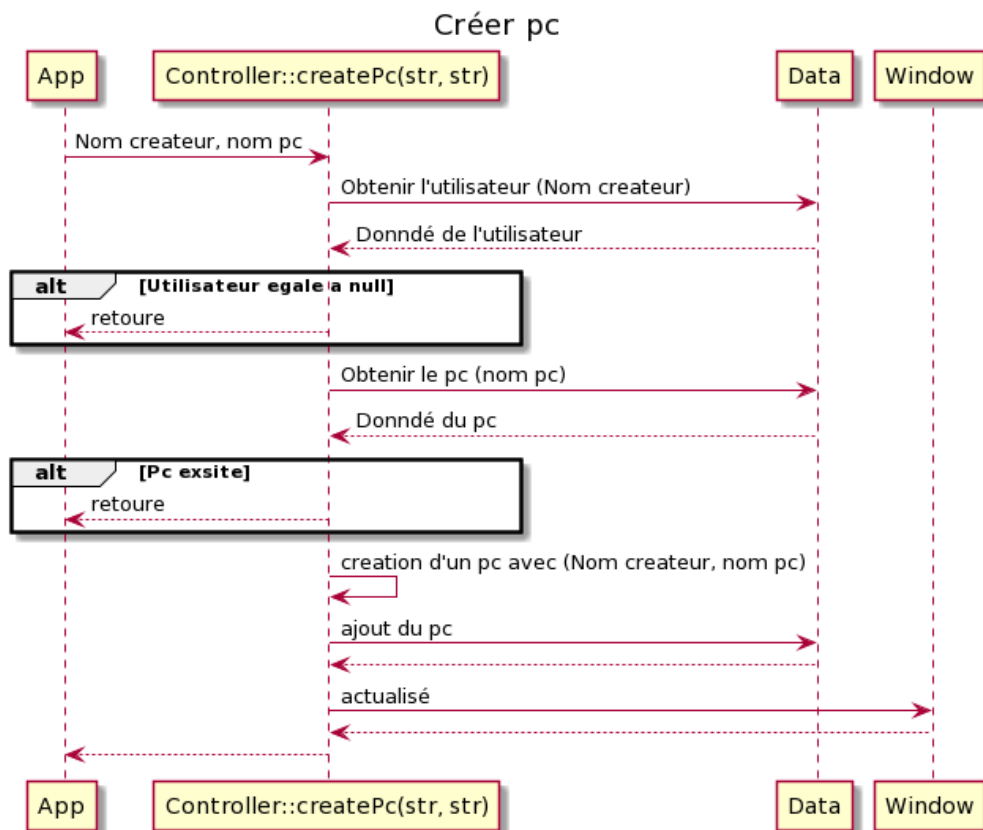 Créer pc
App
Controller::createPc(str, str)
Data
Window
Nom createur, nom pc
Obtenir l'utilisateur (Nom createur)
Donndé de l'utilisateur
alt [Utilisateur egale a null]
retoure
Obtenir le pc (nom pc)
Donndé du pc
alt [Pc exsite]
retoure
creation d'un pc avec (Nom createur, nom pc)
ajout du pc
actualisé
App
Controller::createPc(str, str)
Data
Window